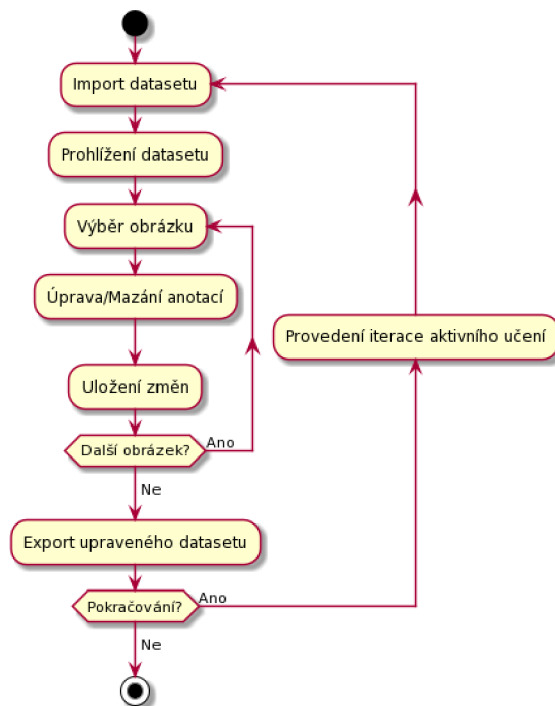 Import datasetu
Prohlížení datasetu
Výběr obrázku
Úprava/Mazání anotací
Provedení iterace aktivního učení
Uložení změn
Další obrázek?
Ano
Ne
Export upraveného datasetu
Pokračování?
Ano
Ne